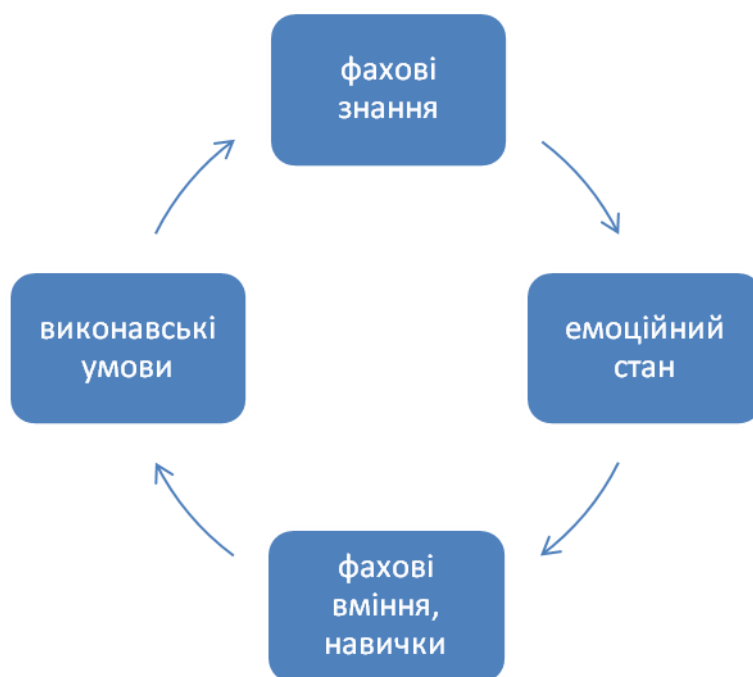 фахові
знання
виконавські
умови
емоційний
стан
фахові
вміння,
навички